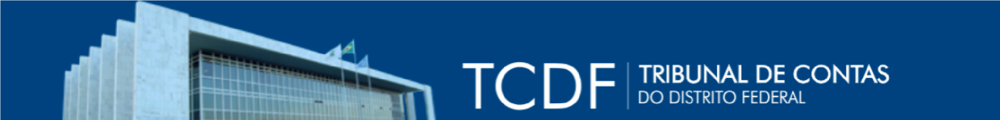 TCDF
TRIBUNAL DE CONTAS
DO DISTRITO FEDERAL